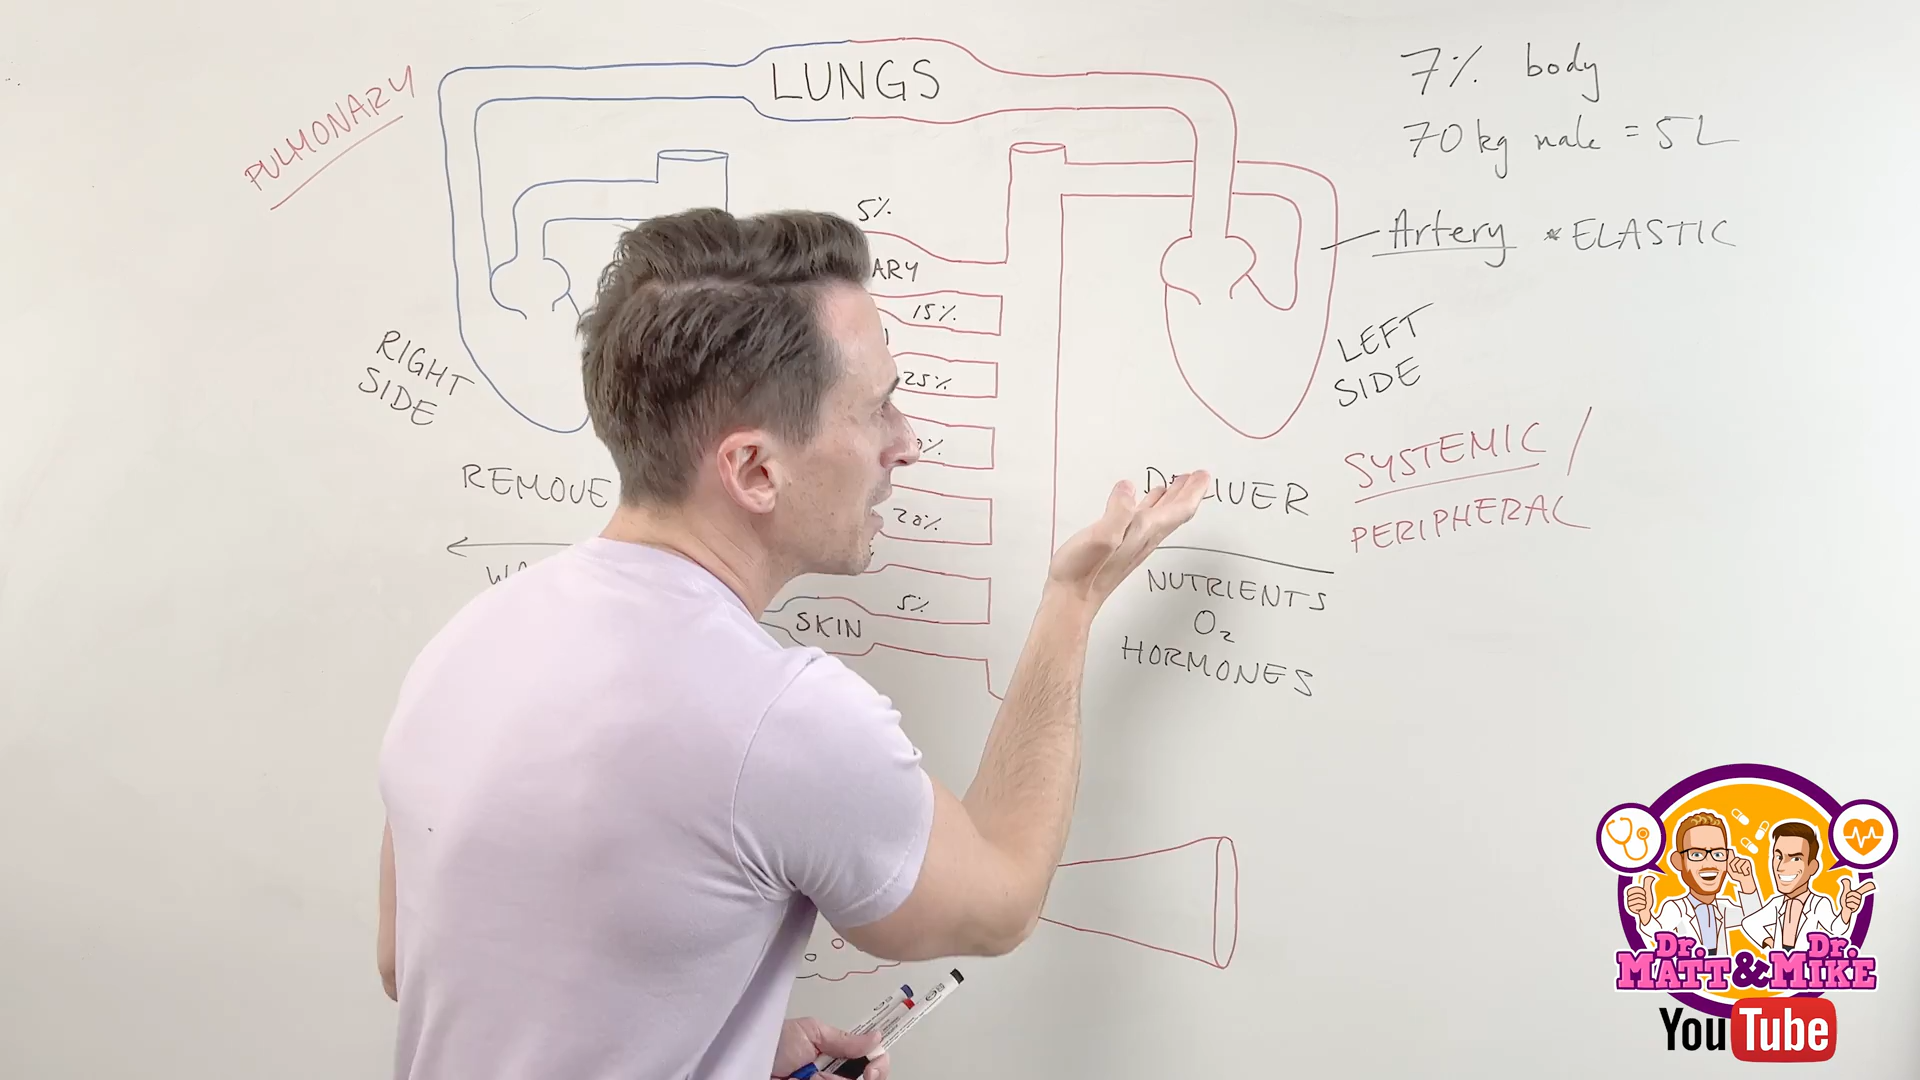 LUNGS
7% body
70 kg male = 5L
PULMONARY
5%
Artery * ELASTIC
ARY
15%
RIGHT
SIDE
LEFT
SIDE
25%
SYSTEMIC /
PERIPHERAL
REMOVE
DELIVER
20%
5%
NUTRIENTS
O2
HORMONES
SKIN
Dr. Dr.
MATT & MIKE
YouTube